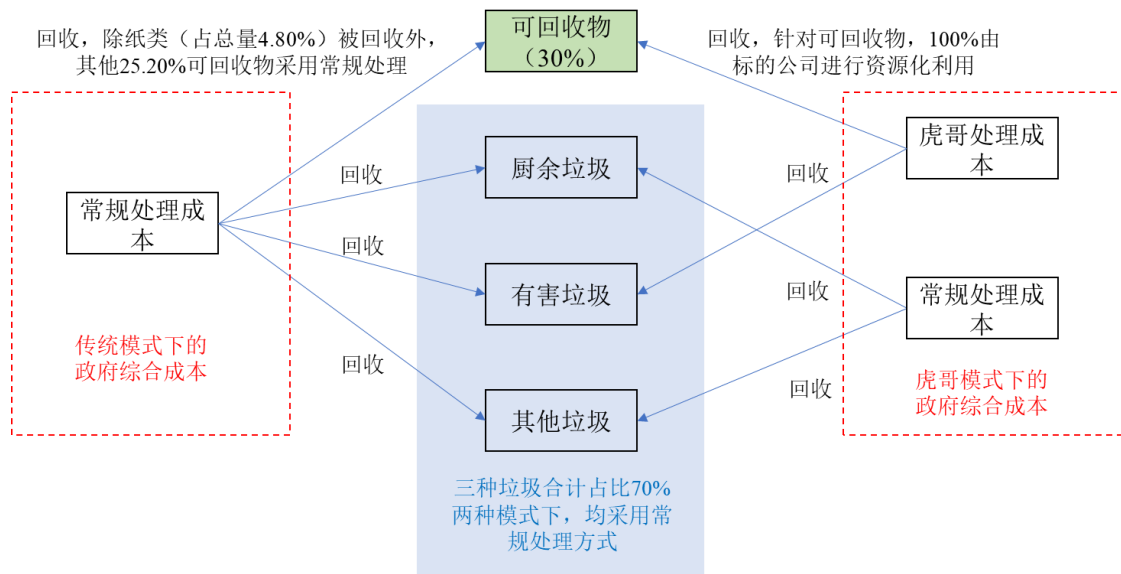 回收，除纸类（占总量4.80%）被回收外，
其他25.20%可回收物采用常规处理
可回收物
（30%）
回收，针对可回收物，100%由
标的公司进行资源化利用
常规处理成
本
传统模式下的
政府综合成本
回收
回收
回收
厨余垃圾
有害垃圾
其他垃圾
三种垃圾合计占比70%
两种模式下，均采用常
规处理方式
回收
回收
回收
虎哥处理成
本
常规处理成
本
虎哥模式下的
政府综合成本